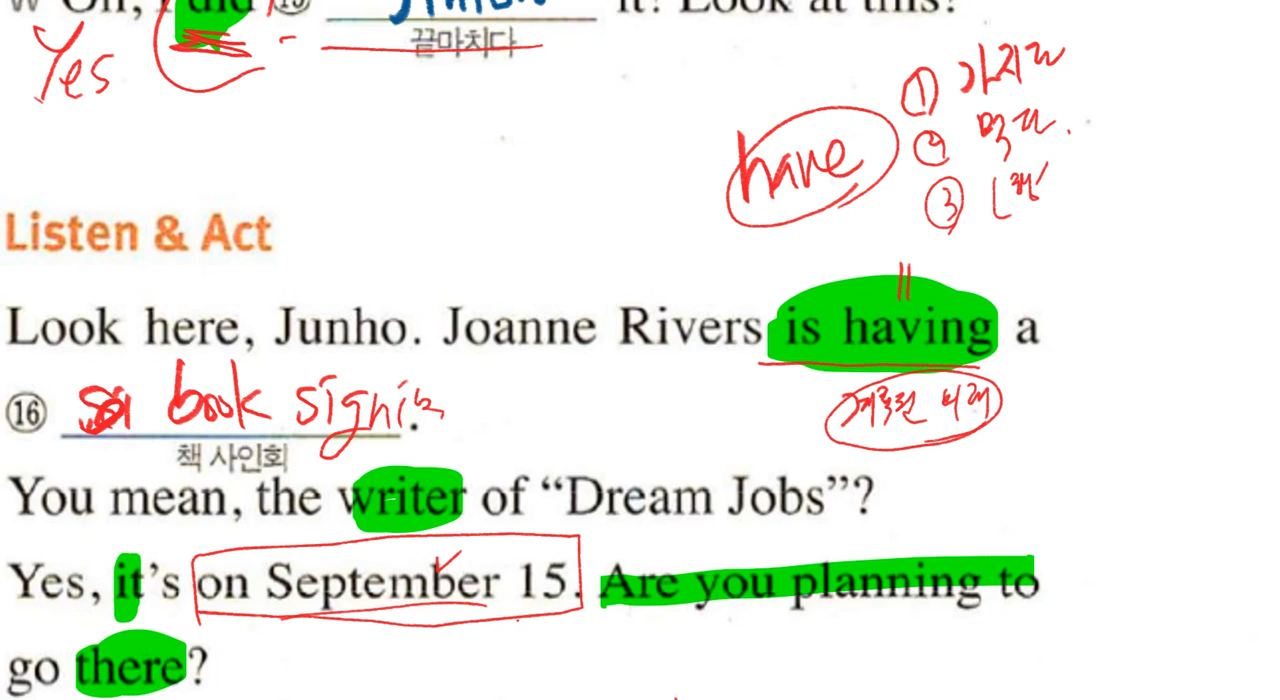 W Oh, I did ⑮ it! Look at this!
끝마치다
Yes
① 가지다
have ② 먹다.
③
Listen & Act
Look here, Junho. Joanne Rivers is having a
⑯ book signing.
계획된 미래
책 사인회
You mean, the writer of “Dream Jobs”?
Yes, it’s on September 15. Are you planning to
go there?